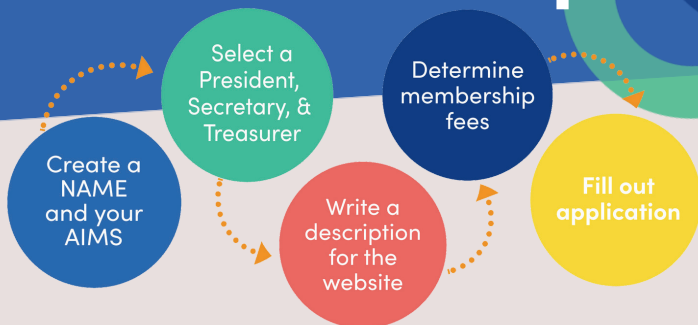 Create a
NAME
and your
AIMS
Select a
President,
Secretary, &
Treasurer
Write a
description
for the
website
Determine
membership
fees
Fill out
application